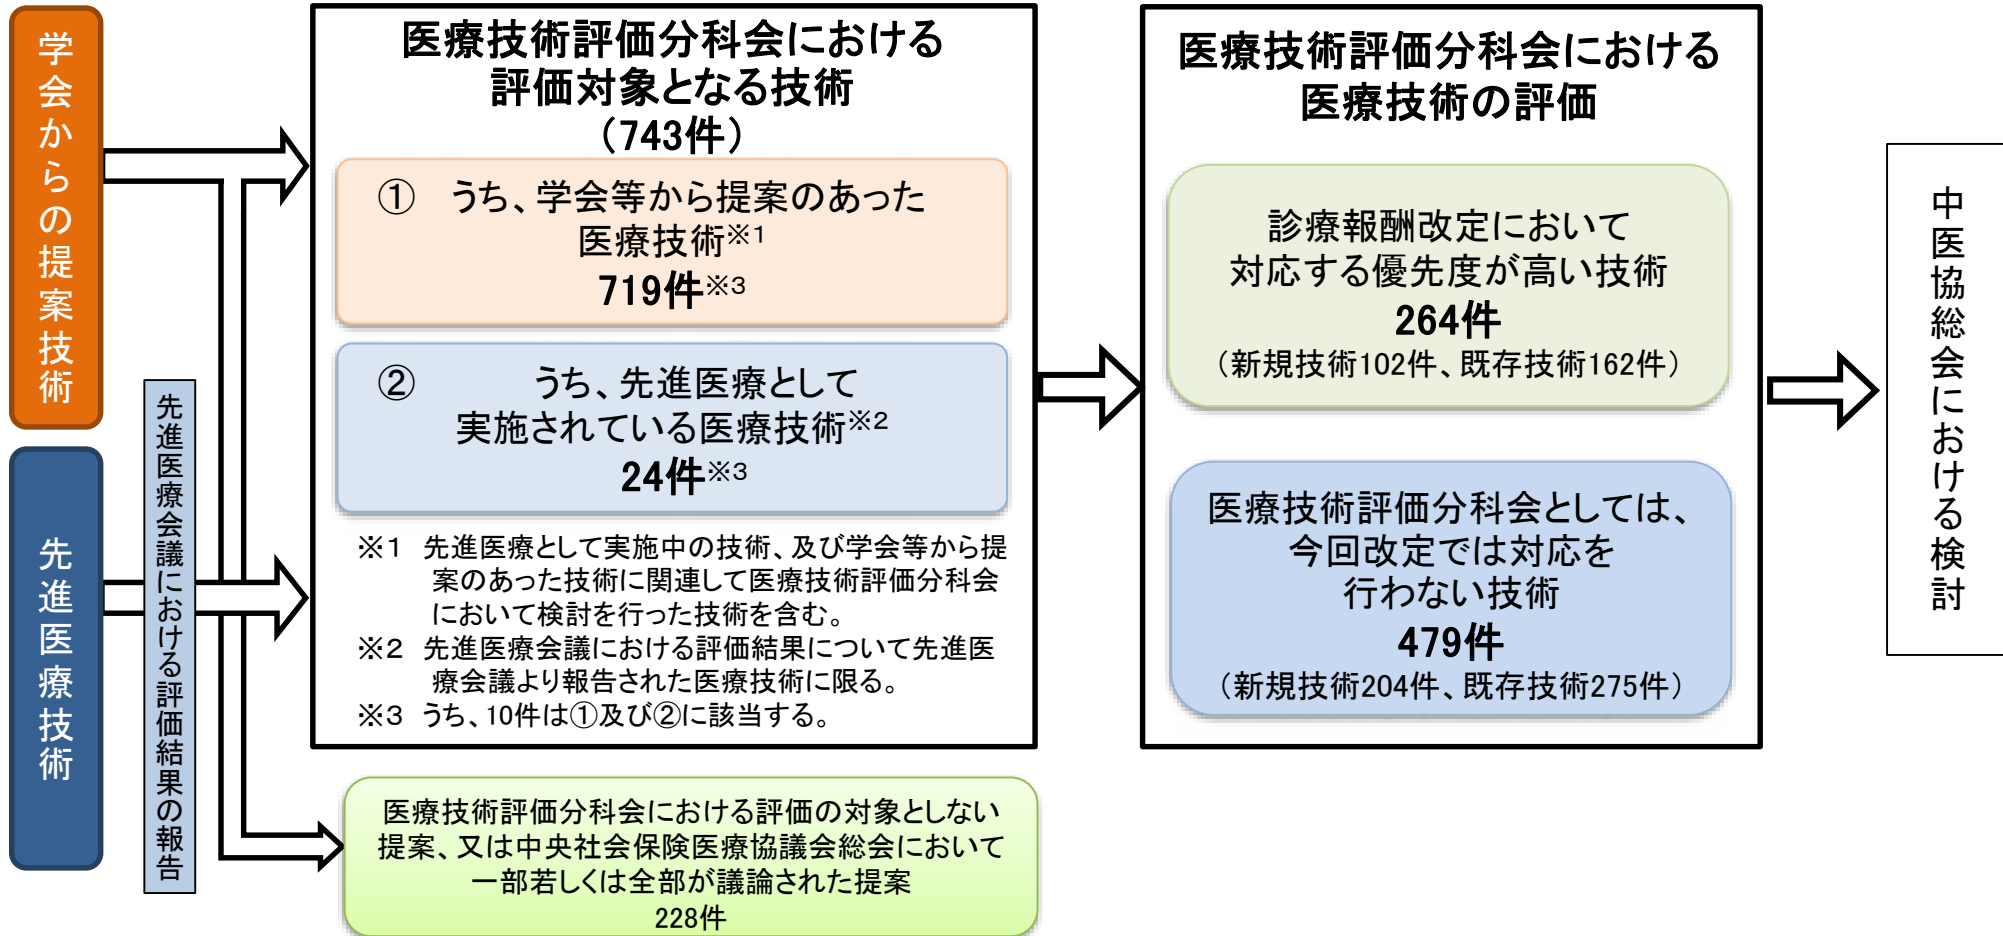 学会からの提案技術
先進医療技術
先進医療会議における評価結果の報告
医療技術評価分科会における
評価対象となる技術
（743件）
① うち、学会等から提案のあった
医療技術※1
719件※3
② うち、先進医療として
実施されている医療技術※2
24件※3
※1 先進医療として実施中の技術、及び学会等から提
案のあった技術に関連して医療技術評価分科会
において検討を行った技術を含む。
※2 先進医療会議における評価結果について先進医
療会議より報告された医療技術に限る。
※3 うち、10件は①及び②に該当する。
医療技術評価分科会における評価の対象としない
提案、又は中央社会保険医療協議会総会において
一部若しくは全部が議論された提案
228件
医療技術評価分科会における
医療技術の評価
診療報酬改定において
対応する優先度が高い技術
264件
（新規技術102件、既存技術162件）
医療技術評価分科会としては、
今回改定では対応を
行わない技術
479件
（新規技術204件、既存技術275件）
中医協総会における検討